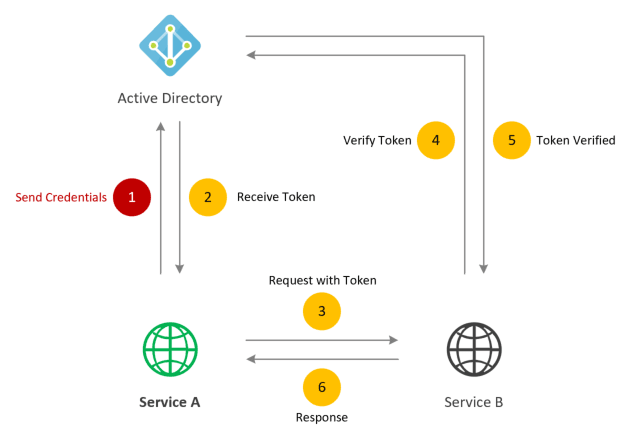 Active Directory
Verify Token
4
5
Token Verified
Send Credentials
1
2
Receive Token
Request with Token
3
6
Response
Service A
Service B